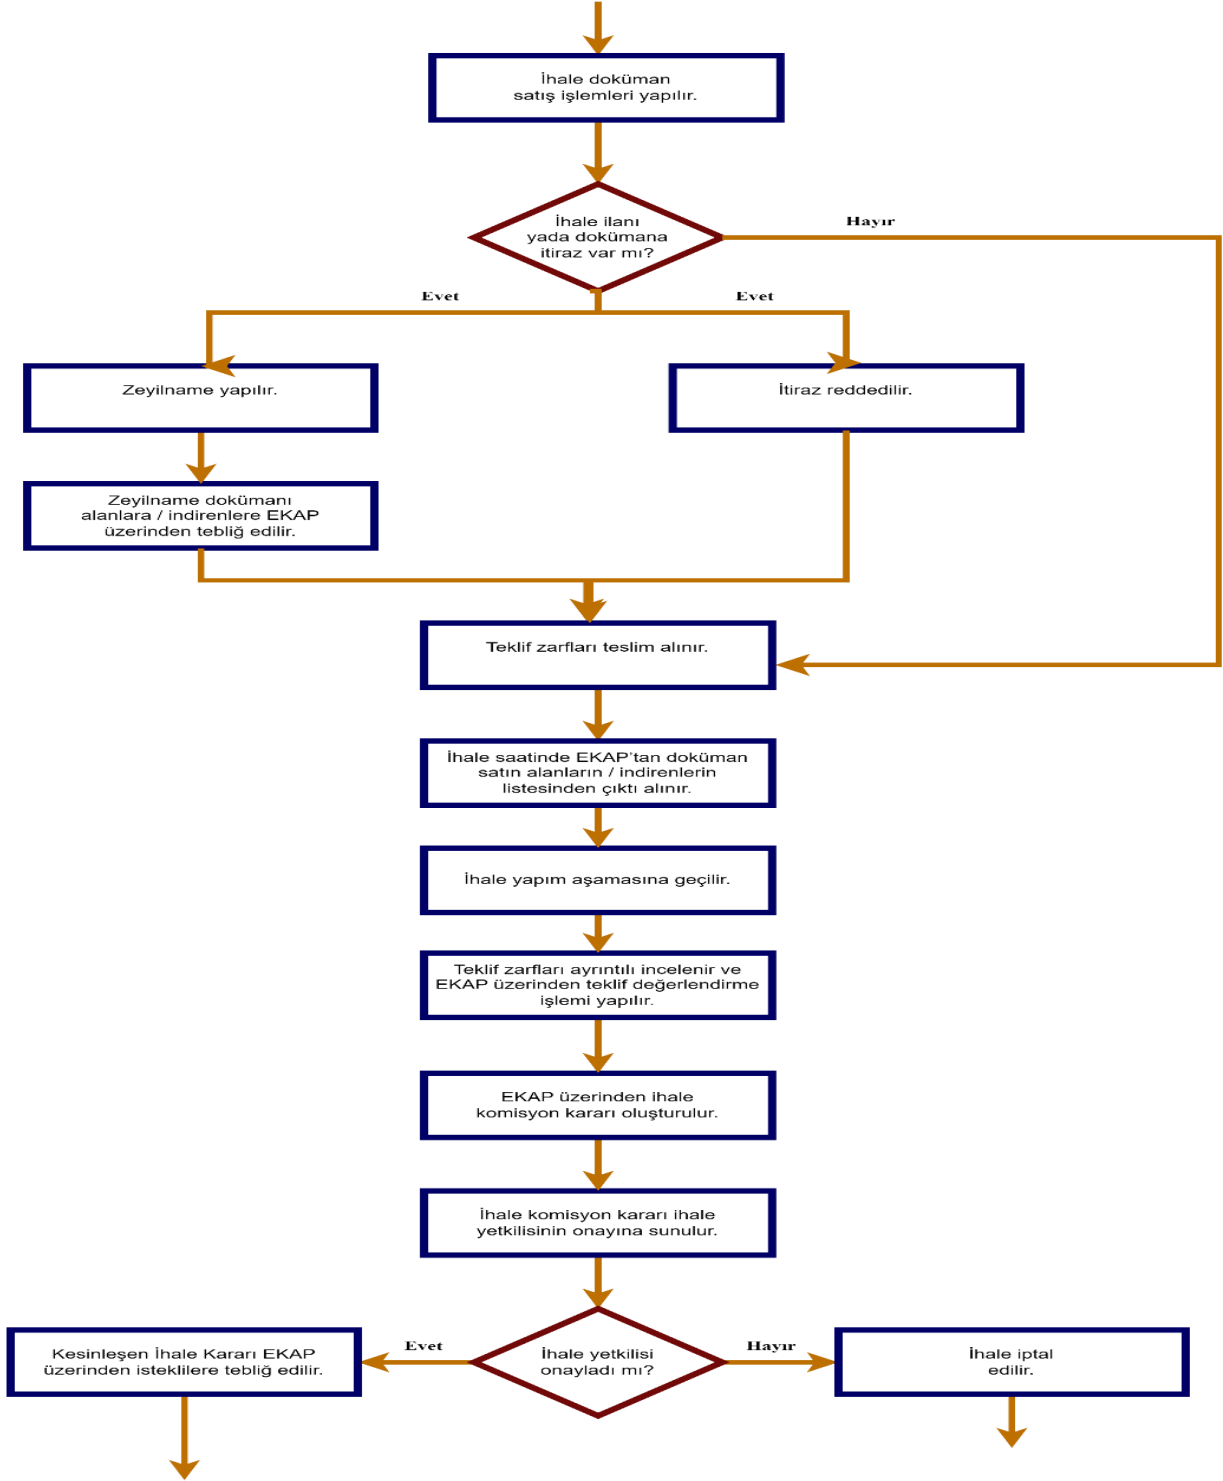 İhale doküman
satış işlemleri yapılır.
İhale ilanı
yada dokümana
itiraz var mı?
Hayır
Evet
Evet
Zeyilname yapılır.
İtiraz reddedilir.
Zeyilname dokümanı
alanlara / indirenlere EKAP
üzerinden tebliğ edilir.
Teklif zarfları teslim alınır.
İhale saatinde EKAP'tan doküman
satın alanların / indirenlerin
listesinden çıktı alınır.
İhale yapım aşamasına geçilir.
Teklif zarfları ayrıntılı incelenir ve
EKAP üzerinden teklif değerlendirme
işlemi yapılır.
EKAP üzerinden ihale
komisyon kararı oluşturulur.
İhale komisyon kararı ihale
yetkilisinin onayına sunulur.
Kesinleşen İhale Kararı EKAP
üzerinden isteklilere tebliğ edilir.
Evet
İhale yetkilisi
onayladı mı?
Hayır
İhale iptal
edilir.